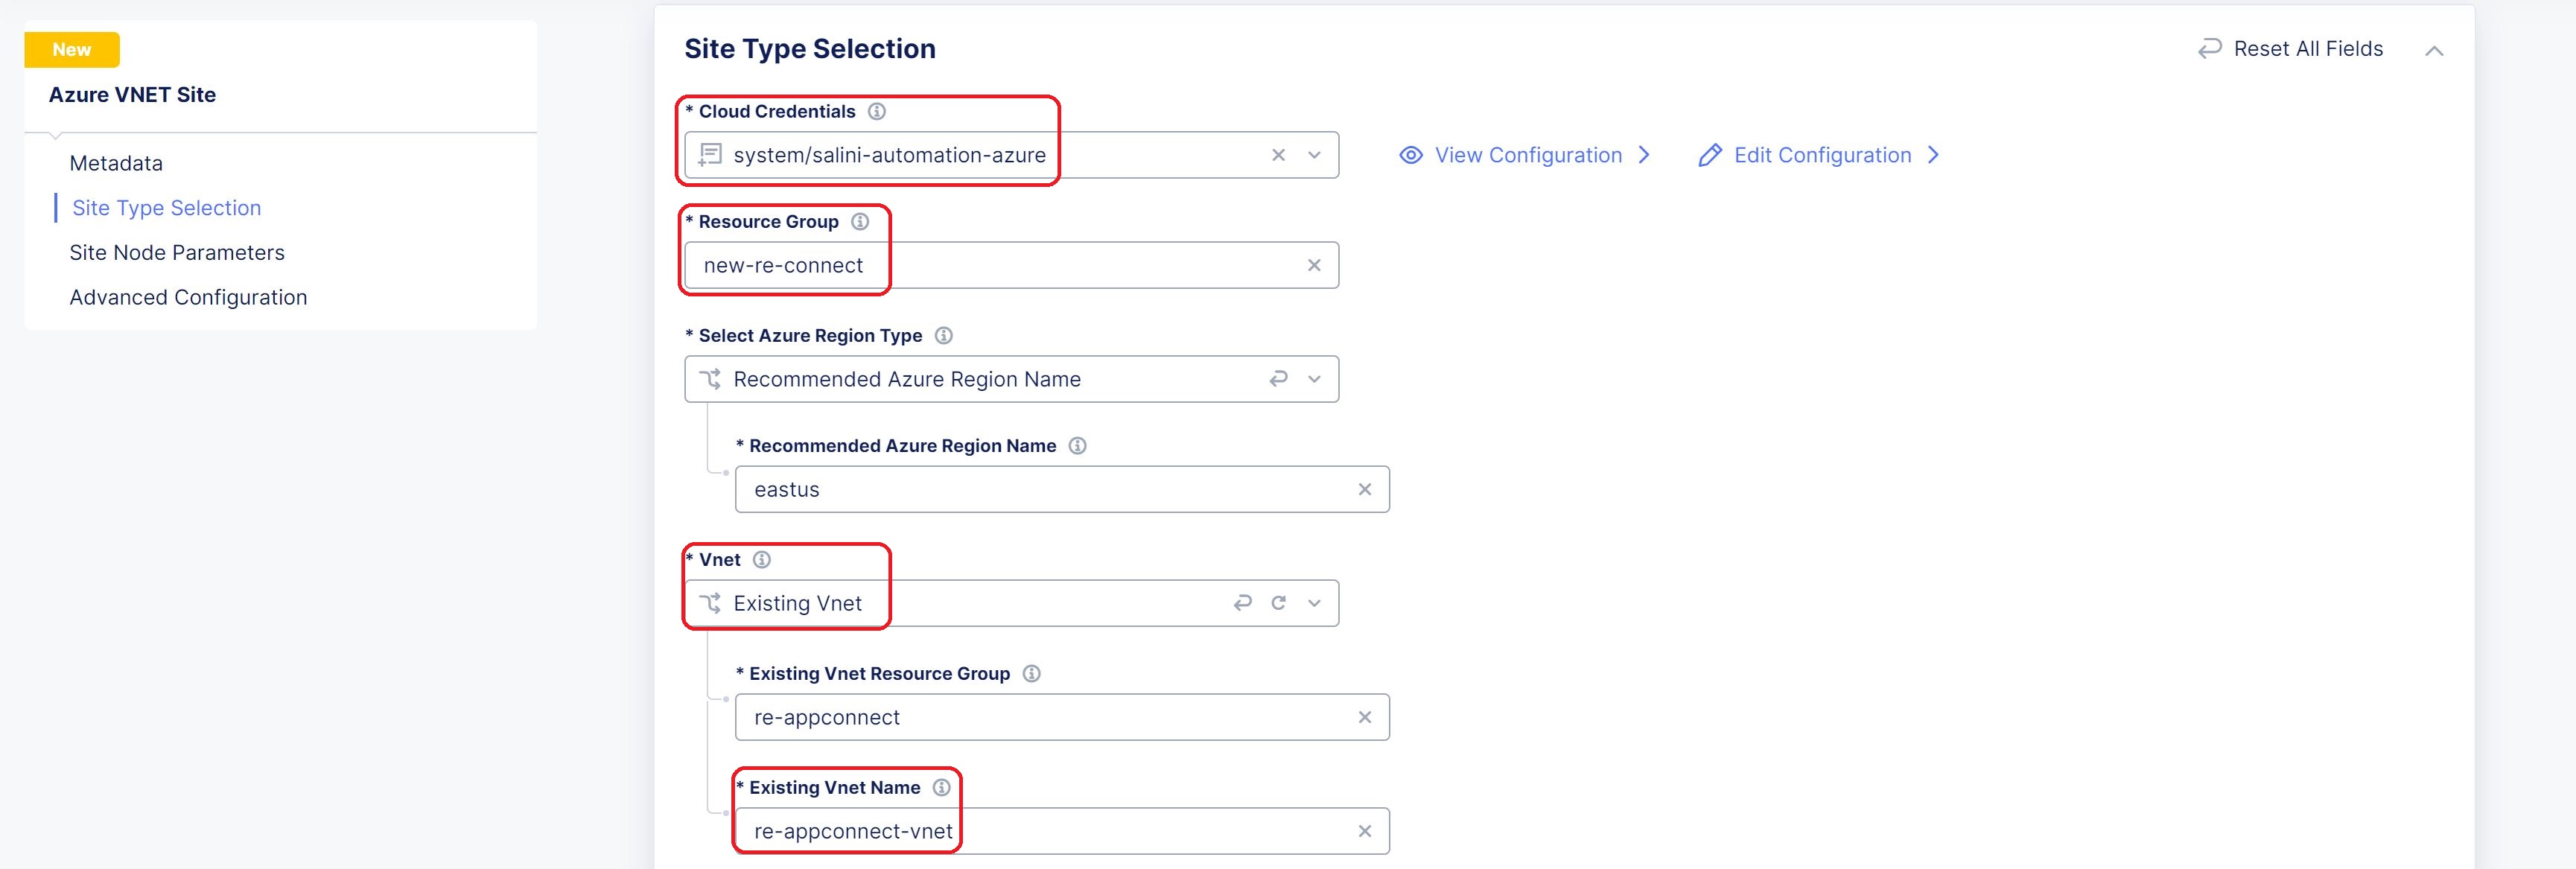 New
Azure VNET Site
Metadata
Site Type Selection
Site Node Parameters
Advanced Configuration
Site Type Selection
Reset All Fields
* Cloud Credentials
system/salini-automation-azure
View Configuration
Edit Configuration
* Resource Group
new-re-connect
* Select Azure Region Type
Recommended Azure Region Name
* Recommended Azure Region Name
eastus
* Vnet
Existing Vnet
* Existing Vnet Resource Group
re-appconnect
* Existing Vnet Name
re-appconnect-vnet